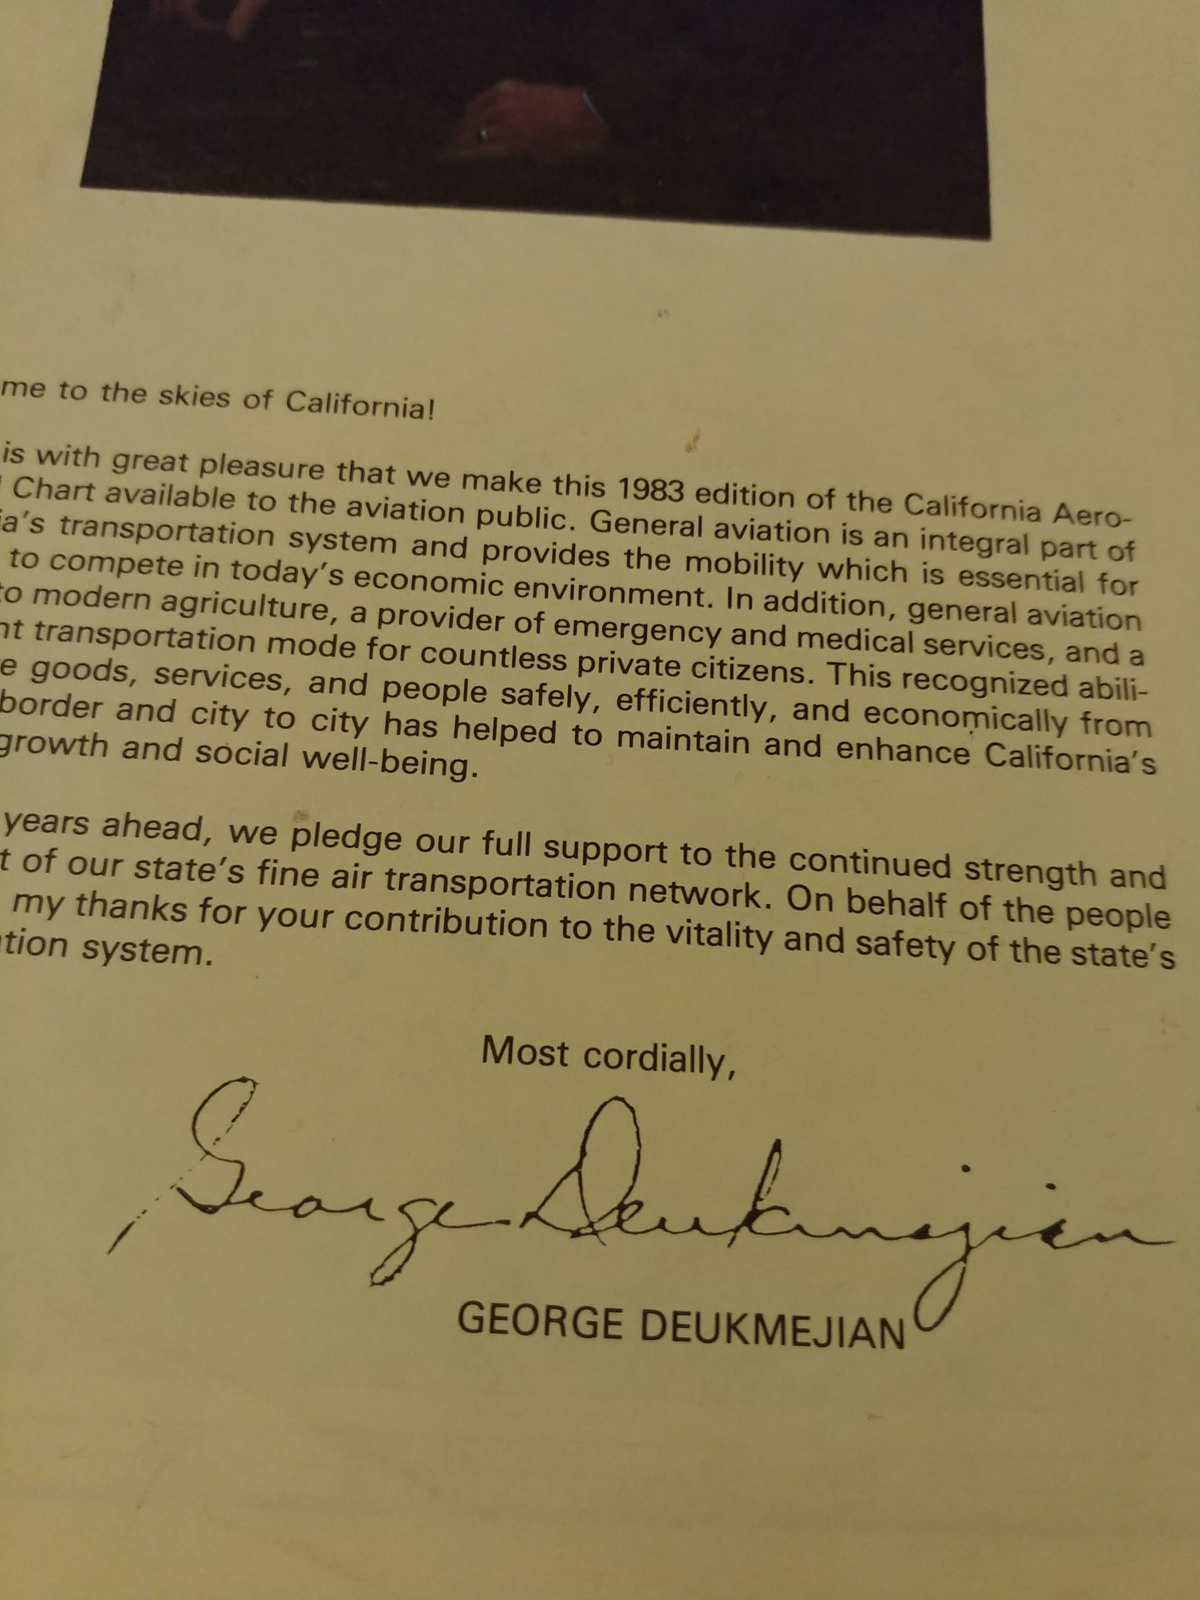 me to the skies of California!
is with great pleasure that we make this 1983 edition of the California Aero-
l Chart available to the aviation public. General aviation is an integral part of
ia's transportation system and provides the mobility which is essential for
to compete in today's economic environment. In addition, general aviation
to modern agriculture, a provider of emergency and medical services, and a
nt transportation mode for countless private citizens. This recognized abili-
e goods, services, and people safely, efficiently, and economically from
border and city to city has helped to maintain and enhance California's
growth and social well-being.
years ahead, we pledge our full support to the continued strength and
t of our state's fine air transportation network. On behalf of the people
my thanks for your contribution to the vitality and safety of the state's
ation system.
Most cordially,
George Deukmejian
GEORGE DEUKMEJIAN